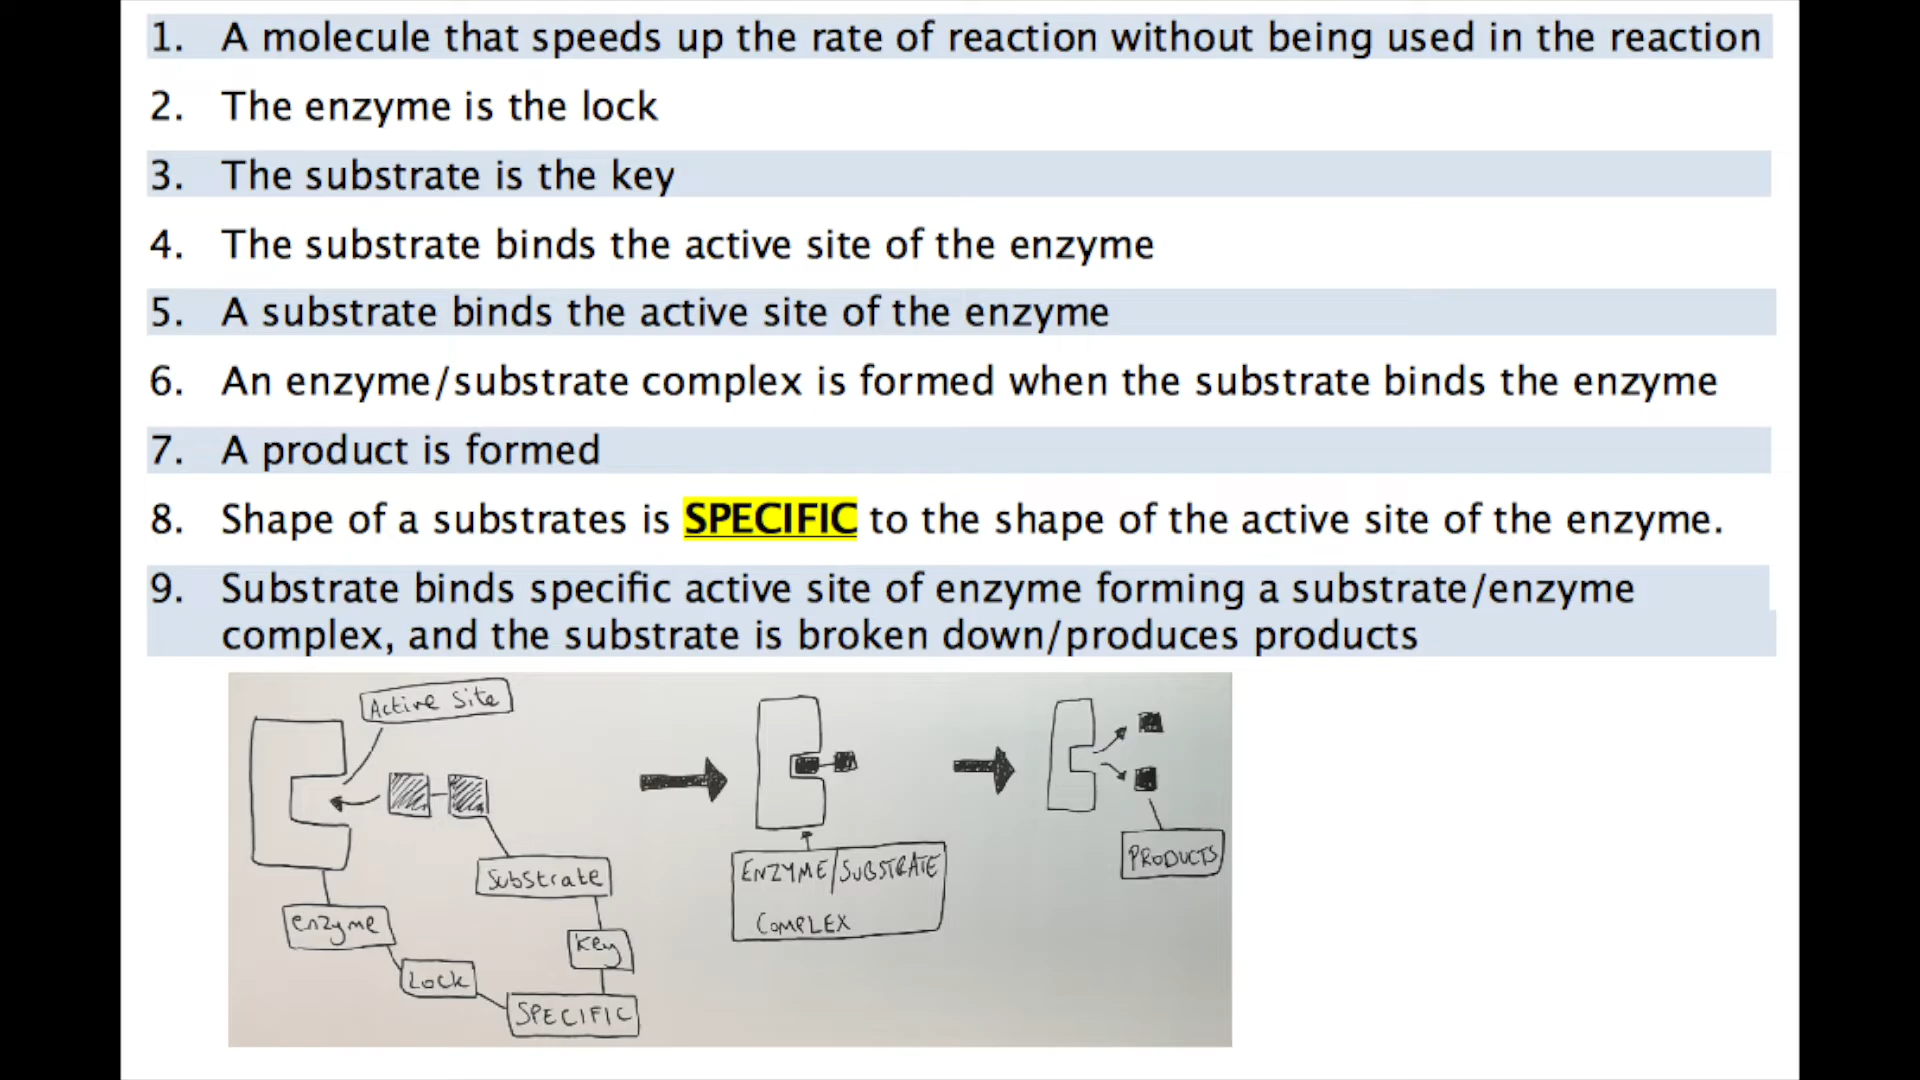 1. A molecule that speeds up the rate of reaction without being used in the reaction
2. The enzyme is the lock
3. The substrate is the key
4. The substrate binds the active site of the enzyme
5. A substrate binds the active site of the enzyme
6. An enzyme/substrate complex is formed when the substrate binds the enzyme
7. A product is formed
8. Shape of a substrates is SPECIFIC to the shape of the active site of the enzyme.
9. Substrate binds specific active site of enzyme forming a substrate/enzyme
complex, and the substrate is broken down/produces products
Active Site
Substrate
enzyme
Key
Lock
SPECIFIC
ENZYME/SUBSTRATE
COMPLEX
PRODUCTS